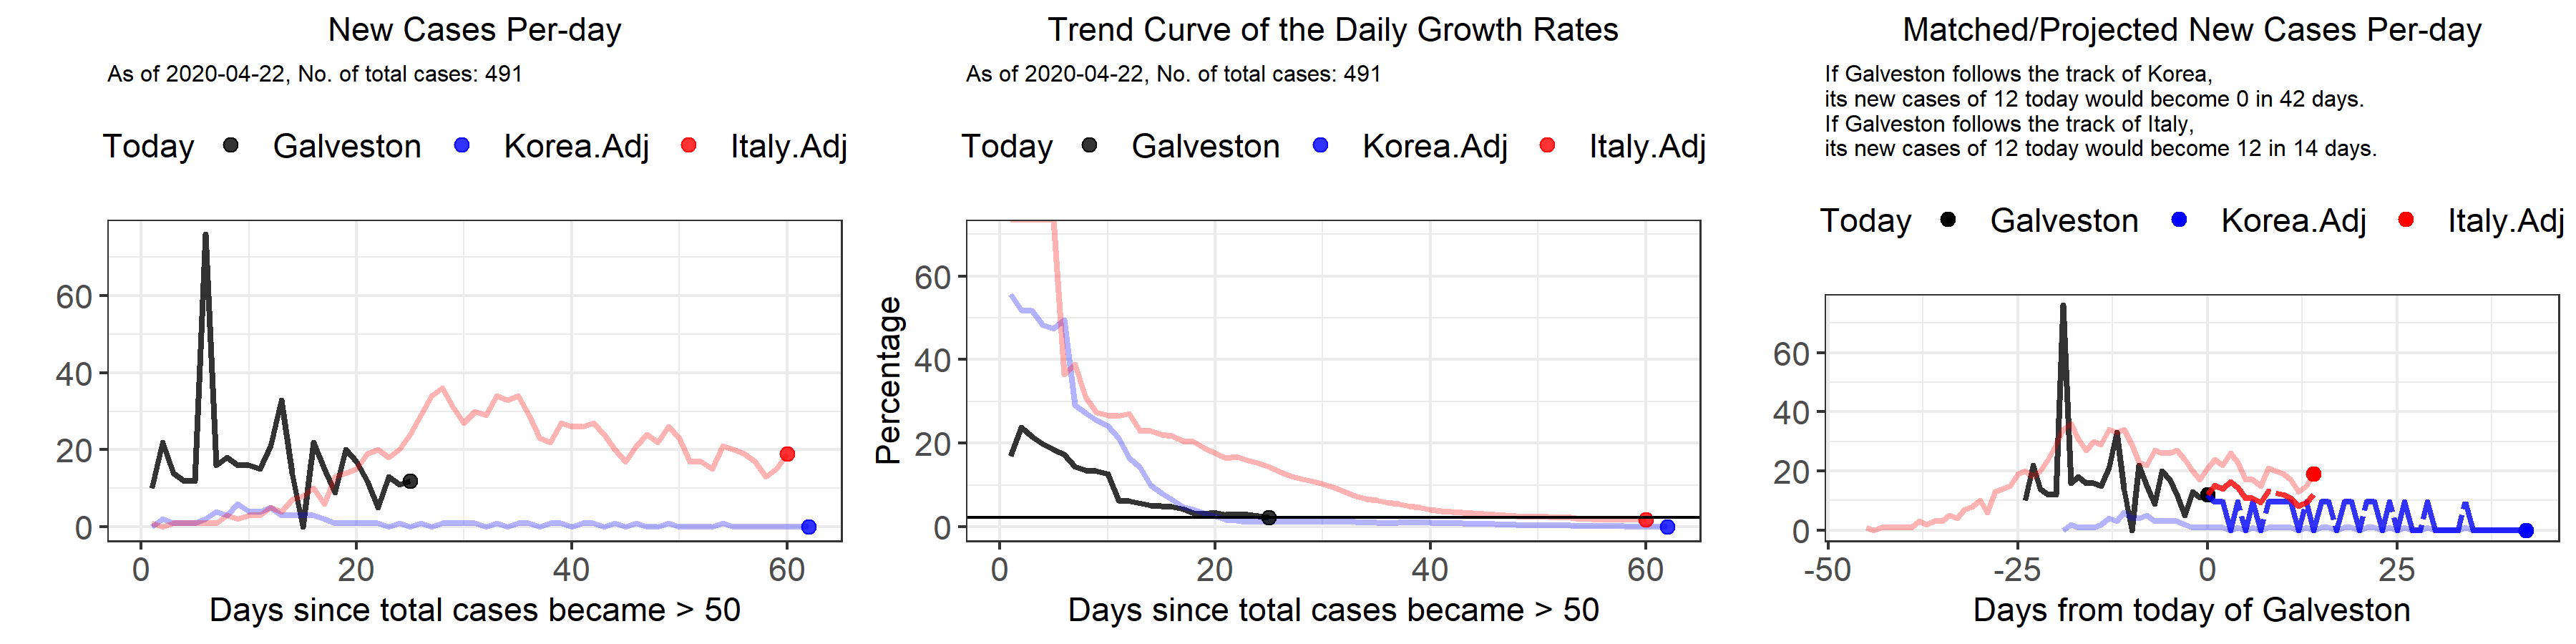 New Cases Per-day
As of 2020-04-22, No. of total cases: 491
Today Galveston Korea.Adj Italy.Adj
60
40
20
0
0 20 40 60
Days since total cases became > 50
Trend Curve of the Daily Growth Rates
As of 2020-04-22, No. of total cases: 491
Today Galveston Korea.Adj Italy.Adj
Percentage
60
40
20
0
0 20 40 60
Days since total cases became > 50
Matched/Projected New Cases Per-day
If Galveston follows the track of Korea,
its new cases of 12 today would become 0 in 42 days.
If Galveston follows the track of Italy,
its new cases of 12 today would become 12 in 14 days.
Today Galveston Korea.Adj Italy.Adj
60
40
20
0
-50 -25 0 25
Days from today of Galveston